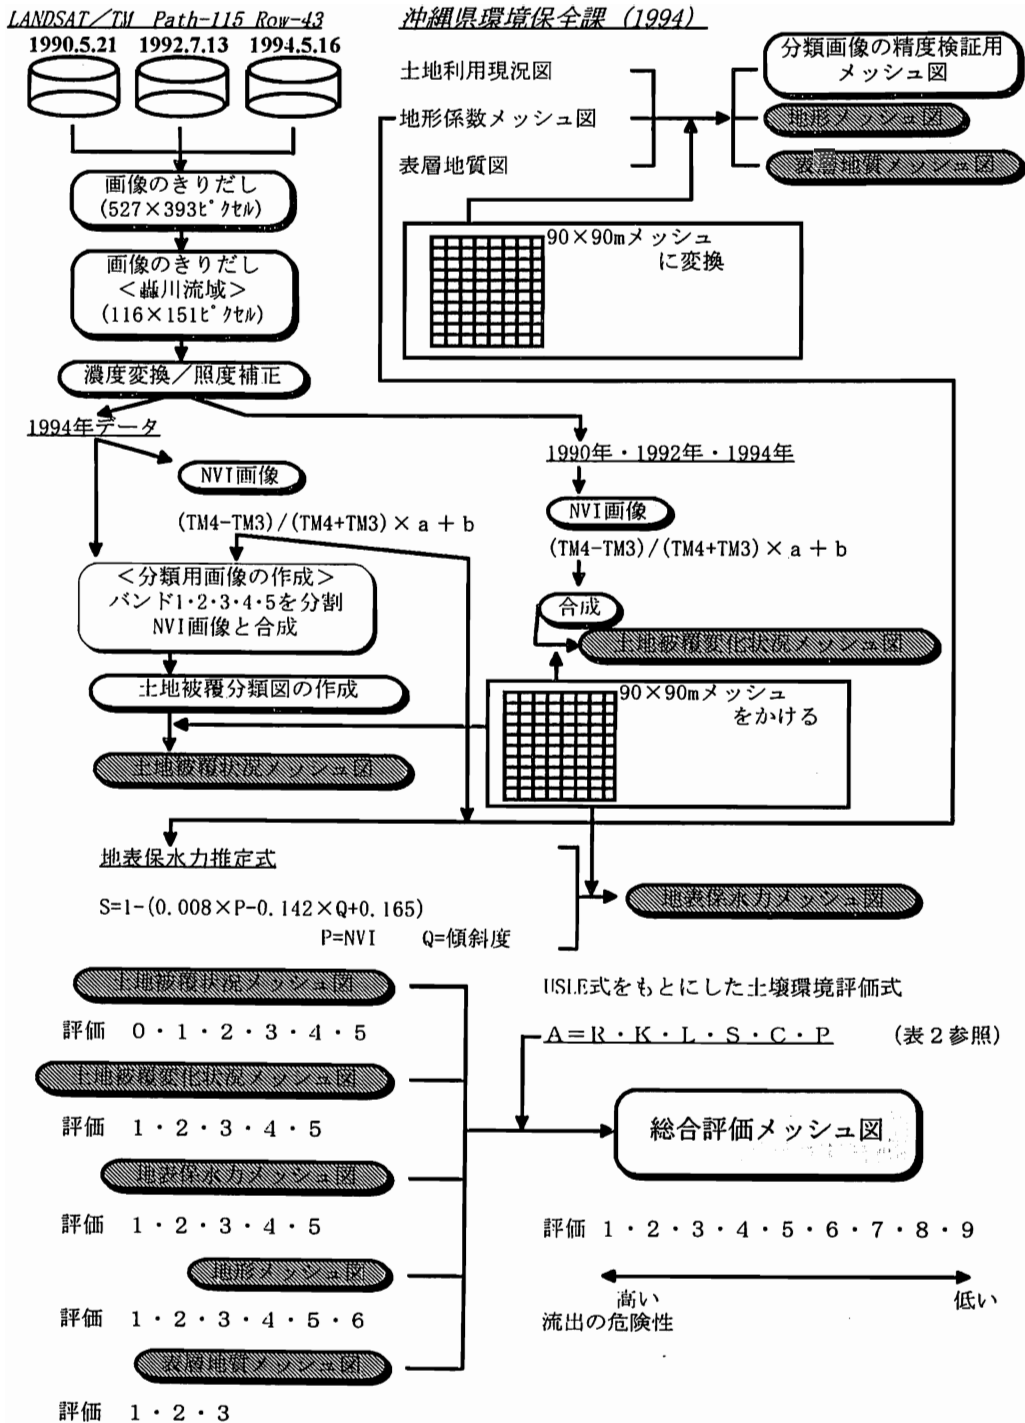 LANDSAT／TM Path-115 Row-43
1990.5.21 1992.7.13 1994.5.16
画像のきりだし
(527×393ピクセル)
画像のきりだし
＜轟川流域＞
(116×151ピクセル)
濃度変換／照度補正
沖縄県環境保全課 (1994)
土地利用現況図
地形係数メッシュ図
表層地質図
分類画像の精度検証用
メッシュ図
地形メッシュ図
表層地質メッシュ図
90×90mメッシュ
に変換
1994年データ
NVI画像
(TM4-TM3)/(TM4+TM3)×a＋b
＜分類用画像の作成＞
バンド1・2・3・4・5を分割
NVI画像と合成
土地被覆分類図の作成
土地被覆状況メッシュ図
1990年・1992年・1994年
NVI画像
(TM4-TM3)/(TM4+TM3)×a＋b
合成
土地被覆変化状況メッシュ図
90×90mメッシュ
をかける
地表保水力推定式
S=1-(0.008×P-0.142×Q+0.165)
P=NVI Q=傾斜度
地表保水力メッシュ図
土地被覆状況メッシュ図
評価 0・1・2・3・4・5
土地被覆変化状況メッシュ図
評価 1・2・3・4・5
地表保水力メッシュ図
評価 1・2・3・4・5
地形メッシュ図
評価 1・2・3・4・5・6
表層地質メッシュ図
評価 1・2・3
USLE式をもとにした土壌環境評価式
A＝R・K・L・S・C・P (表２参照)
総合評価メッシュ図
評価 1・2・3・4・5・6・7・8・9
高い 低い
流出の危険性